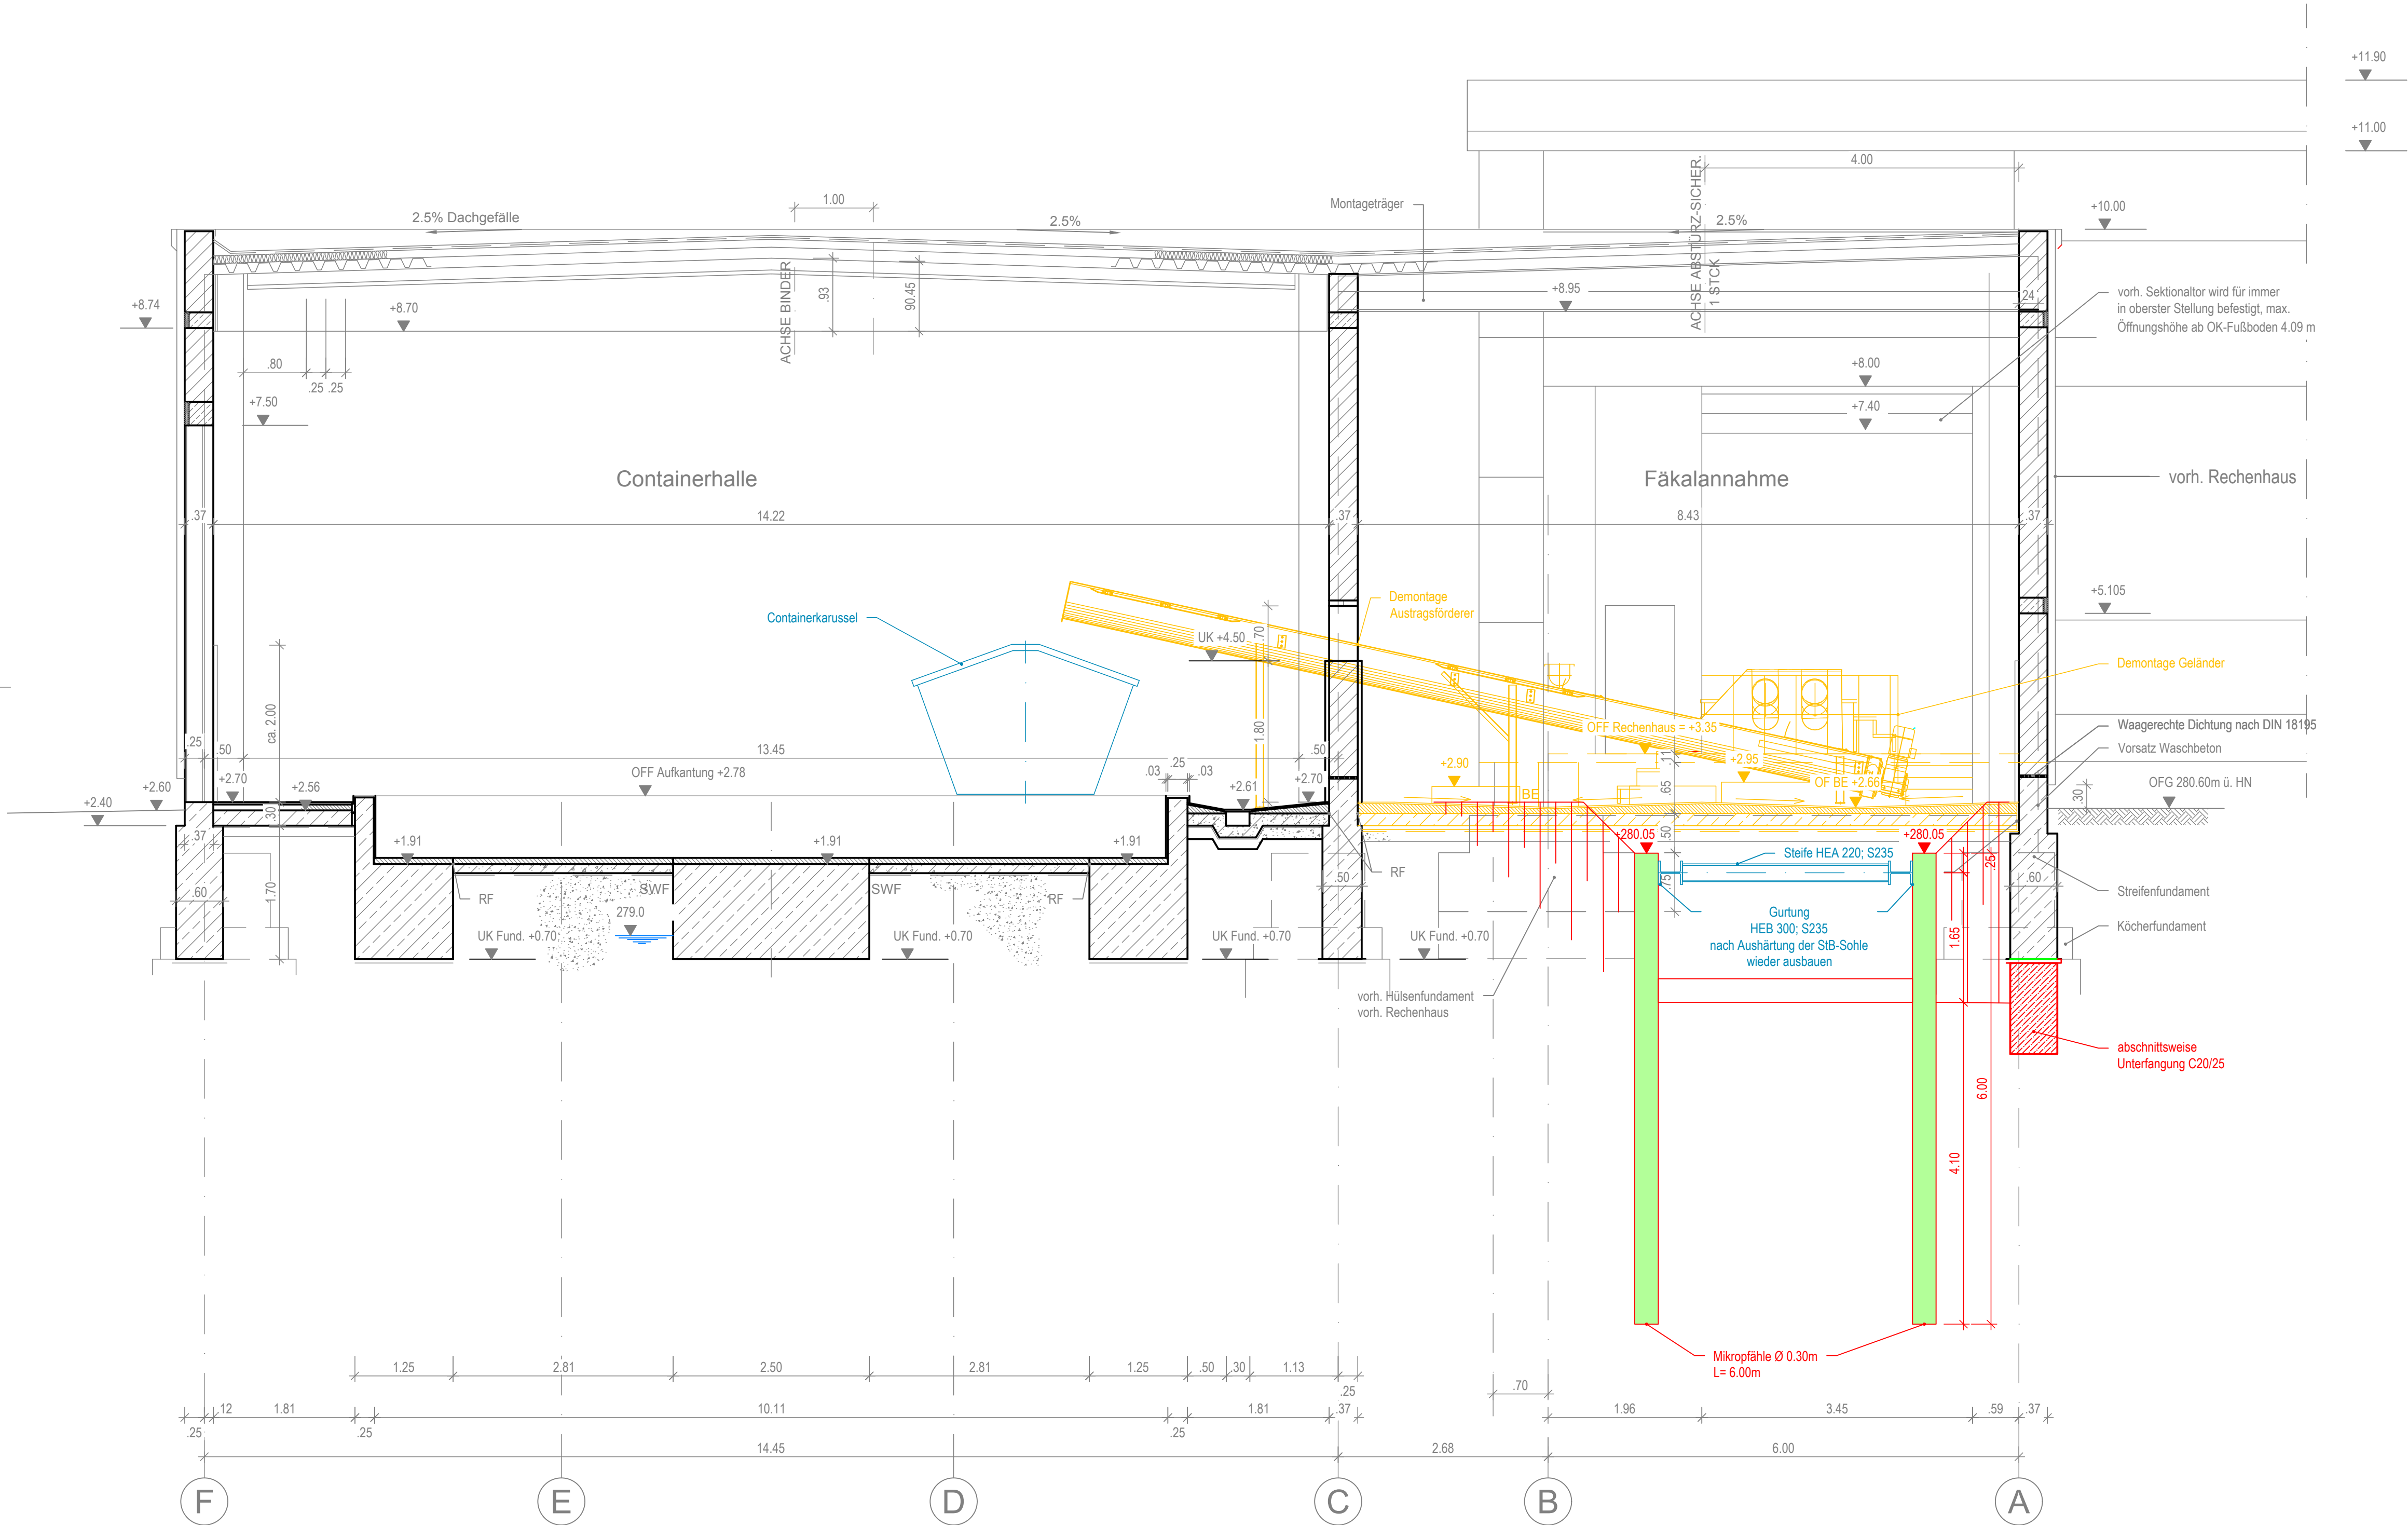 +11.90
+11.00
4.00
+10.00
Montageträger
1.00
2.5% Dachgefälle
2.5%
2.5%
ACHSE BINDER
ACHSE ABSTURZ-SICHER.
1 STCK
.93
90.45
+8.95
.24
+8.74
+8.70
vorh. Sektionaltor wird für immer
in oberster Stellung befestigt, max.
Öffnungshöhe ab OK-Fußboden 4.09 m
.80
.25 .25
+8.00
+7.50
+7.40
Containerhalle
Fäkalannahme
vorh. Rechenhaus
.37
14.22
.37
8.43
.37
Demontage
Austragsförderer
+5.105
Containerkarussel
UK +4.50
.70
Demontage Geländer
ca. 2.00
1.80
OFF Rechenhaus = +3.35
Waagerechte Dichtung nach DIN 18195
.25
.50
13.45
.50
.11
Vorsatz Waschbeton
OFF Aufkantung +2.78
.03
.25
.03
+2.90
+2.95
OF BE +2.66
+2.40
+2.60
+2.70
+2.56
+2.61
+2.70
BE
.65
.30
OFG 280.60m ü. HN
.30
.37
+1.91
+1.91
+1.91
.50
+280.05
+280.05
Steife HEA 220; S235
.25
.60
1.70
RF
SWF
SWF
RF
.50
RF
.75
.60
Streifenfundament
279.0
Gurtung
HEB 300; S235
nach Aushärtung der StB-Sohle
wieder ausbauen
1.65
Köcherfundament
UK Fund. +0.70
UK Fund. +0.70
UK Fund. +0.70
UK Fund. +0.70
vorh. Hülsenfundament
vorh. Rechenhaus
abschnittsweise
Unterfangung C20/25
6.00
4.10
Mikropfähle Ø 0.30m
L= 6.00m
1.25
2.81
2.50
2.81
1.25
.50
.30
1.13
.25
.70
.25
.12
1.81
.25
10.11
.25
1.81
.37
1.96
3.45
.59
.37
14.45
2.68
6.00
F
E
D
C
B
A